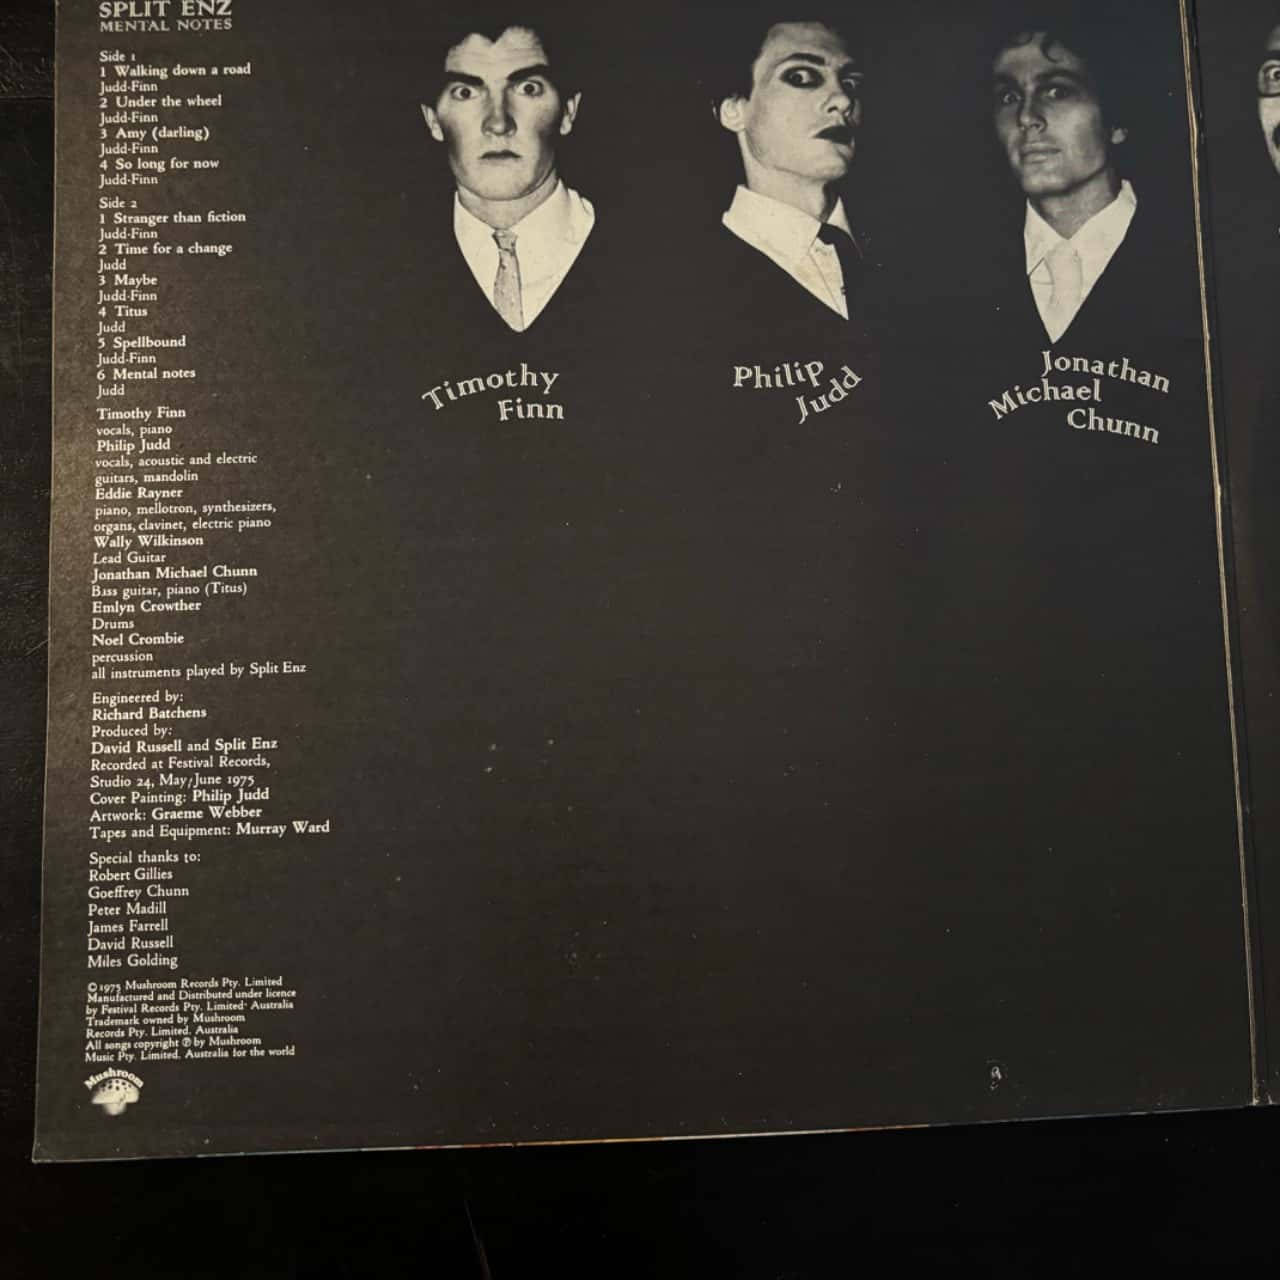 SPLIT ENZ
MENTAL NOTES
Side 1
1 Walking down a road
Judd-Finn
2 Under the wheel
Judd-Finn
3 Amy (darling)
Judd-Finn
4 So long for now
Judd-Finn
Side 2
1 Stranger than fiction
Judd-Finn
2 Time for a change
Judd
3 Maybe
Judd-Finn
4 Titus
Judd
5 Spellbound
Judd-Finn
6 Mental notes
Judd
Timothy Finn
vocals, piano
Philip Judd
vocals, acoustic and electric
guitars, mandolin
Eddie Rayner
piano, mellotron, synthesizers,
organs, clavinet, electric piano
Wally Wilkinson
Lead Guitar
Jonathan Michael Chunn
Bass guitar, piano (Titus)
Emlyn Crowther
Drums
Noel Crombie
percussion
all instruments played by Split Enz
Engineered by:
Richard Batchens
Produced by:
David Russell and Split Enz
Recorded at Festival Records,
Studio 24, May/June 1975
Cover Painting: Philip Judd
Artwork: Graeme Webber
Tapes and Equipment: Murray Ward
Special thanks to:
Robert Gillies
Goeffrey Chunn
Peter Madill
James Farrell
David Russell
Miles Golding
© 1975 Mushroom Records Pty. Limited
Manufactured and Distributed under licence
by Festival Records Pty. Limited· Australia
Trademark owned by Mushroom
Records Pty. Limited. Australia
All songs copyright ℗ by Mushroom
Music Pty. Limited. Australia for the world
Mushroom
Timothy
Finn
Philip
Judd
Jonathan
Michael
Chunn